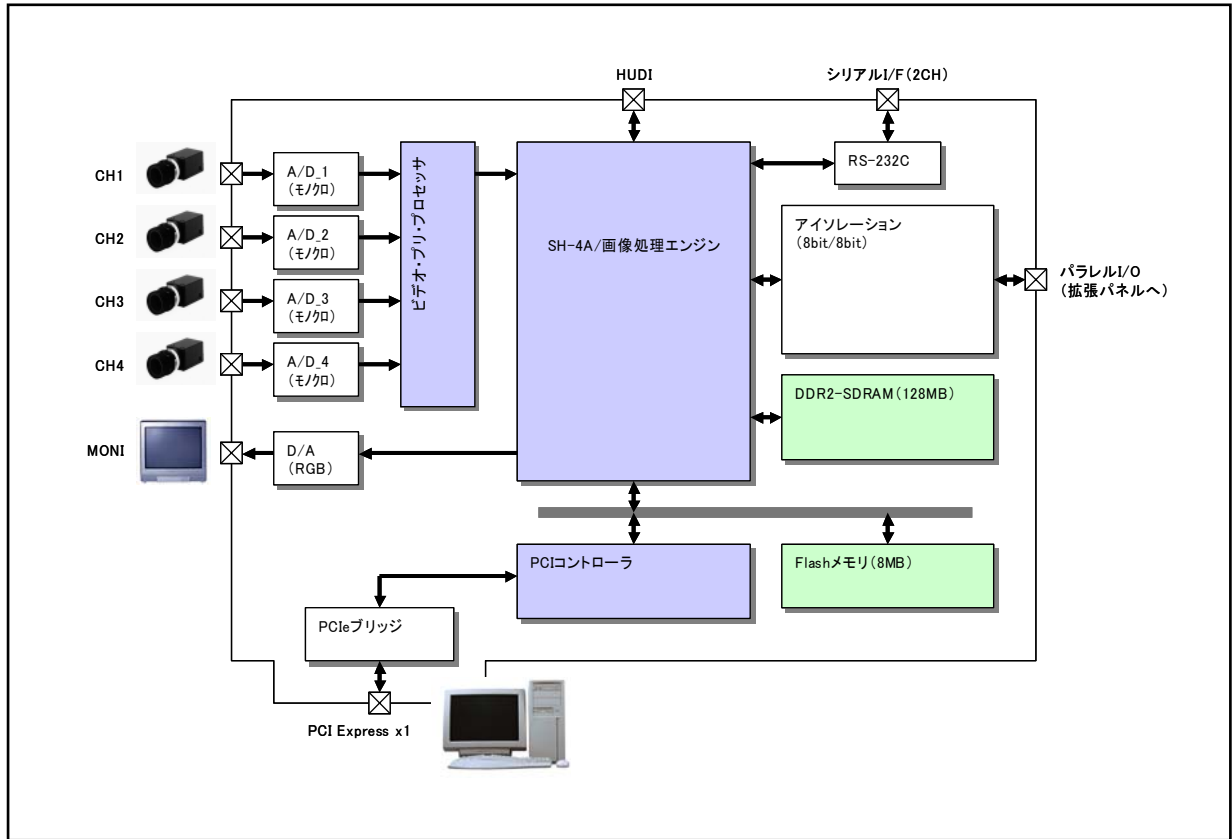 HUDI
シリアルI/F(2CH)
CH1
A/D_1
(モノクロ)
ビデオ・プリ・プロセッサ
SH-4A/画像処理エンジン
RS-232C
CH2
A/D_2
(モノクロ)
アイソレーション
(8bit/8bit)
CH3
A/D_3
(モノクロ)
パラレルI/O
(拡張パネルへ)
CH4
A/D_4
(モノクロ)
DDR2-SDRAM(128MB)
MONI
D/A
(RGB)
PCIコントローラ
Flashメモリ(8MB)
PCIeブリッジ
PCI Express x1